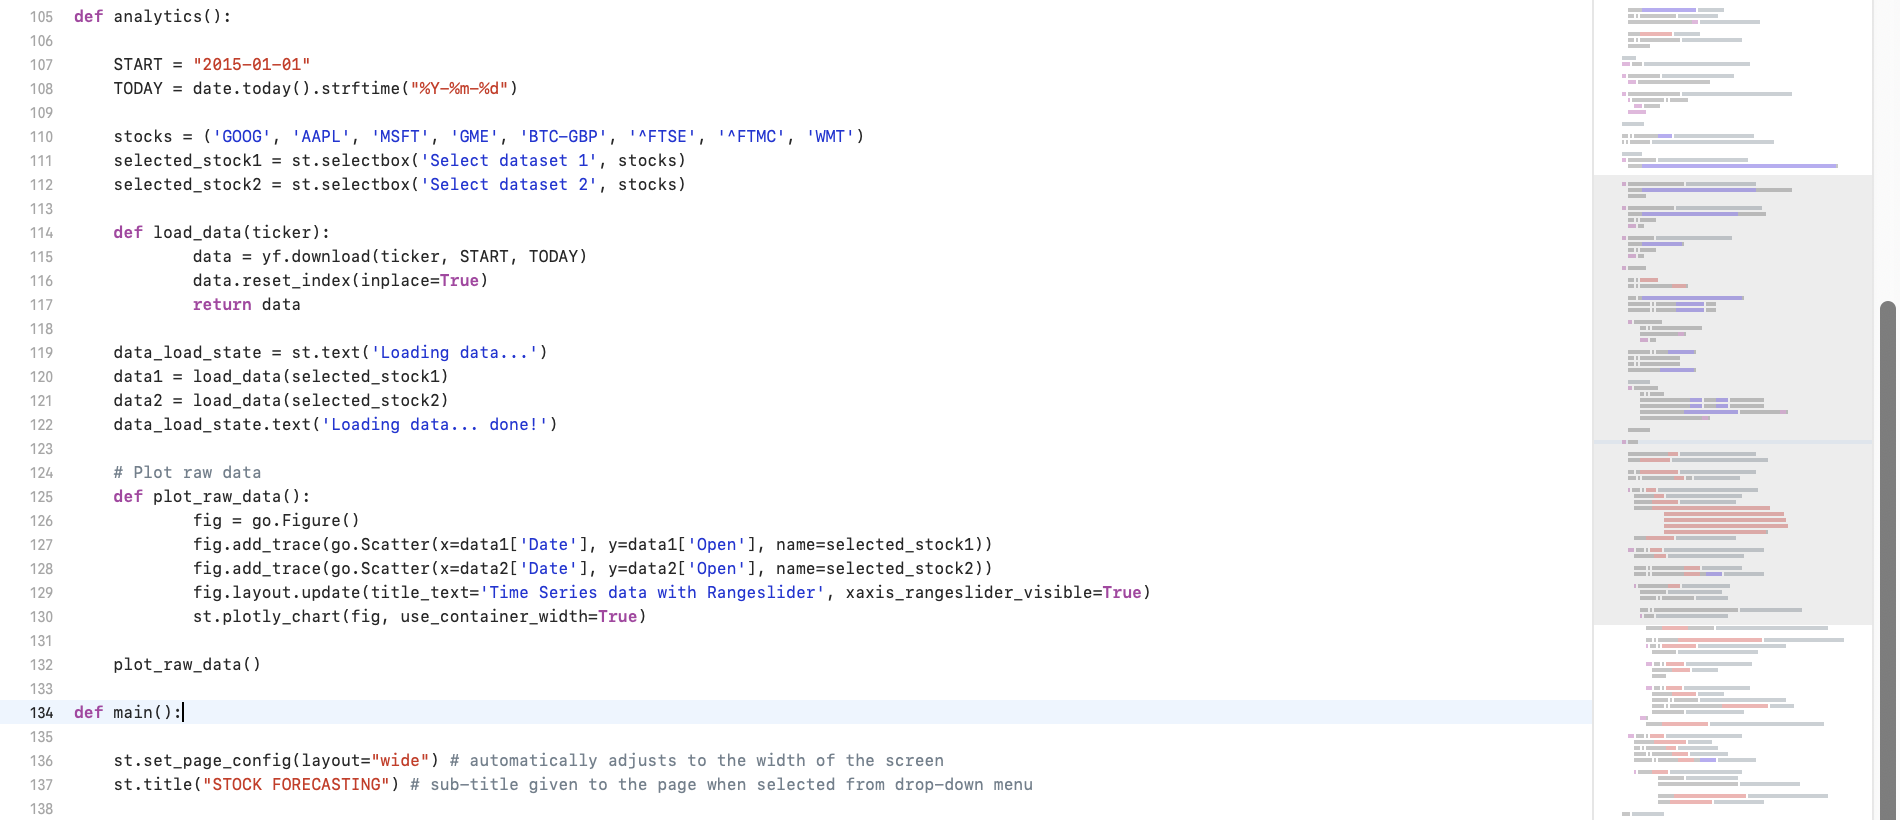 105 def analytics():
106
107 START = "2015-01-01"
108 TODAY = date.today().strftime("%Y-%m-%d")
109
110 stocks = ('GOOG', 'AAPL', 'MSFT', 'GME', 'BTC-GBP', '^FTSE', '^FTMC', 'WMT')
111 selected_stock1 = st.selectbox('Select dataset 1', stocks)
112 selected_stock2 = st.selectbox('Select dataset 2', stocks)
113
114 def load_data(ticker):
115 data = yf.download(ticker, START, TODAY)
116 data.reset_index(inplace=True)
117 return data
118
119 data_load_state = st.text('Loading data...')
120 data1 = load_data(selected_stock1)
121 data2 = load_data(selected_stock2)
122 data_load_state.text('Loading data... done!')
123
124 # Plot raw data
125 def plot_raw_data():
126 fig = go.Figure()
127 fig.add_trace(go.Scatter(x=data1['Date'], y=data1['Open'], name=selected_stock1))
128 fig.add_trace(go.Scatter(x=data2['Date'], y=data2['Open'], name=selected_stock2))
129 fig.layout.update(title_text='Time Series data with Rangeslider', xaxis_rangeslider_visible=True)
130 st.plotly_chart(fig, use_container_width=True)
131
132 plot_raw_data()
133
134 def main():
135
136 st.set_page_config(layout="wide") # automatically adjusts to the width of the screen
137 st.title("STOCK FORECASTING") # sub-title given to the page when selected from drop-down menu
138